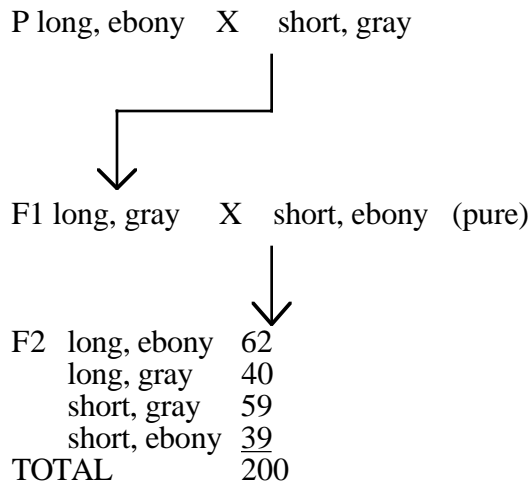 P long, ebony X short, gray
F1 long, gray X short, ebony (pure)
F2 long, ebony 62
long, gray 40
short, gray 59
short, ebony 39
TOTAL 200